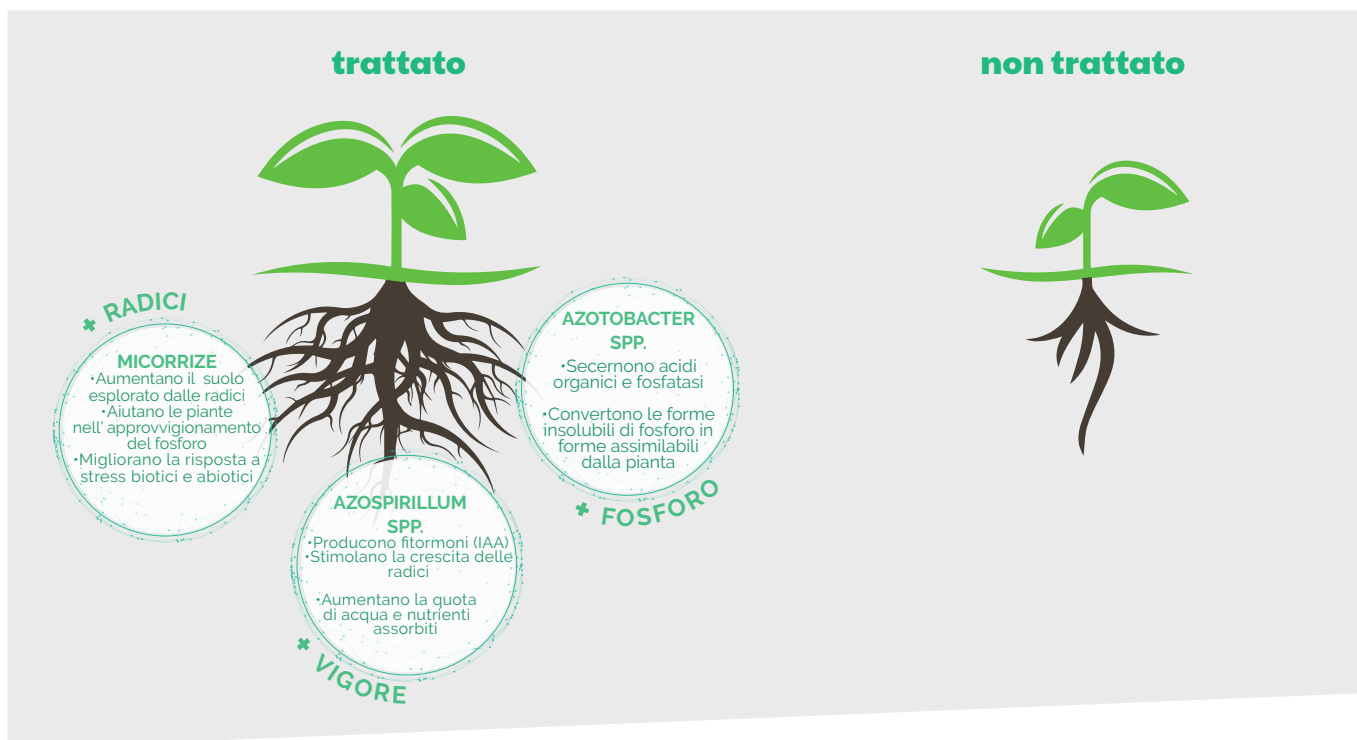 trattato
non trattato
+ RADICI
MICORRIZE
•Aumentano il suolo
esplorato dalle radici
•Aiutano le piante
nell' approvvigionamento
del fosforo
•Migliorano la risposta a
stress biotici e abiotici
AZOTOBACTER
SPP.
•Secernono acidi
organici e fosfatasi
•Convertono le forme
insolubili di fosforo in
forme assimilabili
dalla pianta
+ FOSFORO
AZOSPIRILLUM
SPP.
•Producono fitormoni (IAA)
•Stimolano la crescita delle
radici
•Aumentano la quota
di acqua e nutrienti
assorbiti
+ VIGORE